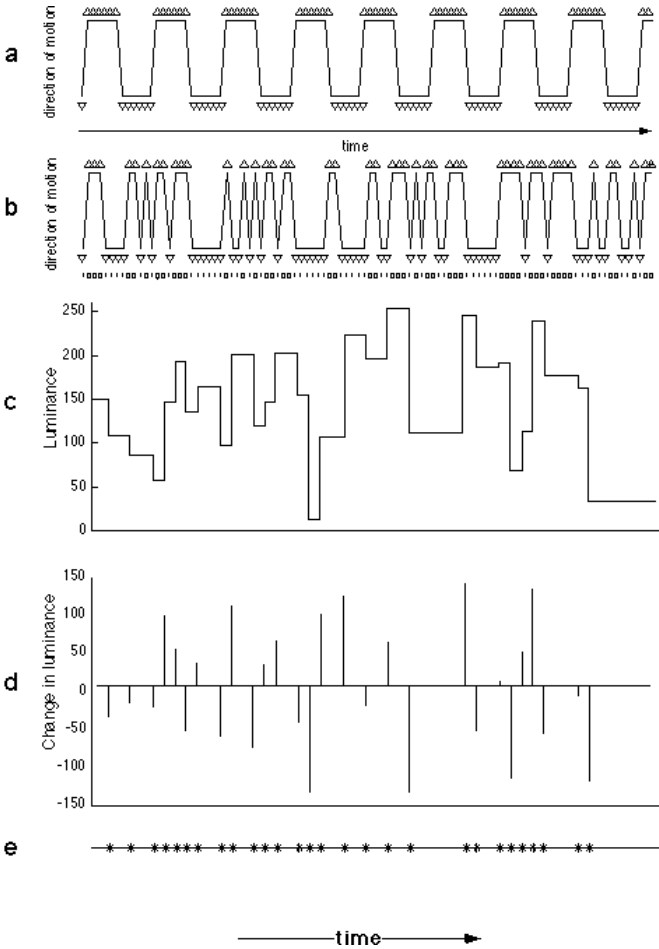 a
direction of motion
time
b
direction of motion
c
Luminance
250
200
150
100
50
0
d
Change in luminance
150
100
50
0
-50
-100
-150
e
time